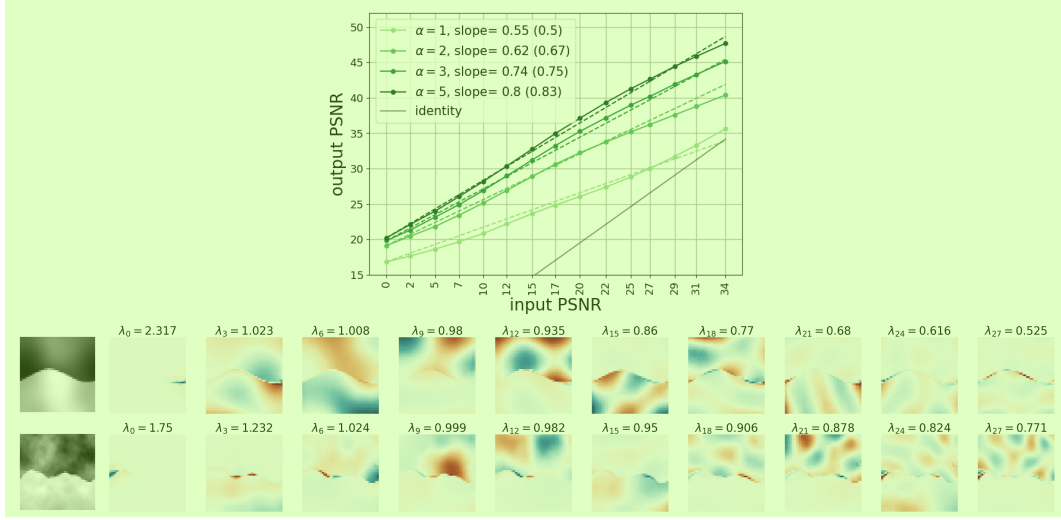 α = 1, slope= 0.55 (0.5)
α = 2, slope= 0.62 (0.67)
α = 3, slope= 0.74 (0.75)
α = 5, slope= 0.8 (0.83)
identity
output PSNR
50
45
40
35
30
25
20
15
0 2 5 7 10 12 15 17 20 22 25 27 29 31 34
input PSNR
λ0 = 2.317 λ3 = 1.023 λ6 = 1.008 λ9 = 0.98 λ12 = 0.935 λ15 = 0.86 λ18 = 0.77 λ21 = 0.68 λ24 = 0.616 λ27 = 0.525
λ0 = 1.75 λ3 = 1.232 λ6 = 1.024 λ9 = 0.999 λ12 = 0.982 λ15 = 0.95 λ18 = 0.906 λ21 = 0.878 λ24 = 0.824 λ27 = 0.771